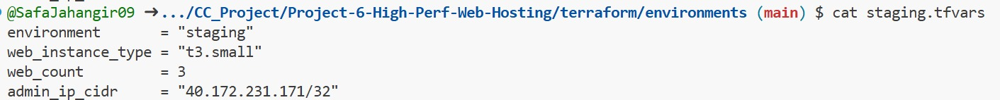 @SafaJahangir09 ➜.../CC_Project/Project-6-High-Perf-Web-Hosting/terraform/environments (main) $ cat staging.tfvars
environment       = "staging"
web_instance_type = "t3.small"
web_count         = 3
admin_ip_cidr     = "40.172.231.171/32"